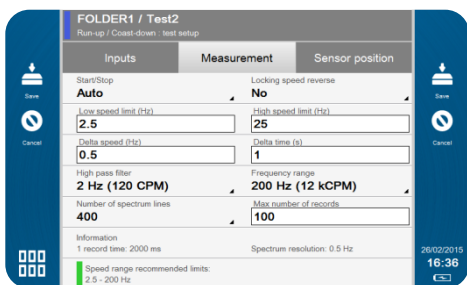 FOLDER1 / Test2
Run-up / Coast-down : test setup
Inputs
Measurement
Sensor position
Save
Cancel
Start/Stop
Auto
Locking speed reverse
No
Low speed limit (Hz)
2.5
High speed limit (Hz)
25
Delta speed (Hz)
0.5
Delta time (s)
1
High pass filter
2 Hz (120 CPM)
Frequency range
200 Hz (12 kCPM)
Number of spectrum lines
400
Max number of records
100
Information
1 record time: 2000 ms
Spectrum resolution: 0.5 Hz
Speed range recommended limits:
2.5 - 200 Hz
Save
Cancel
26/02/2015
16:36